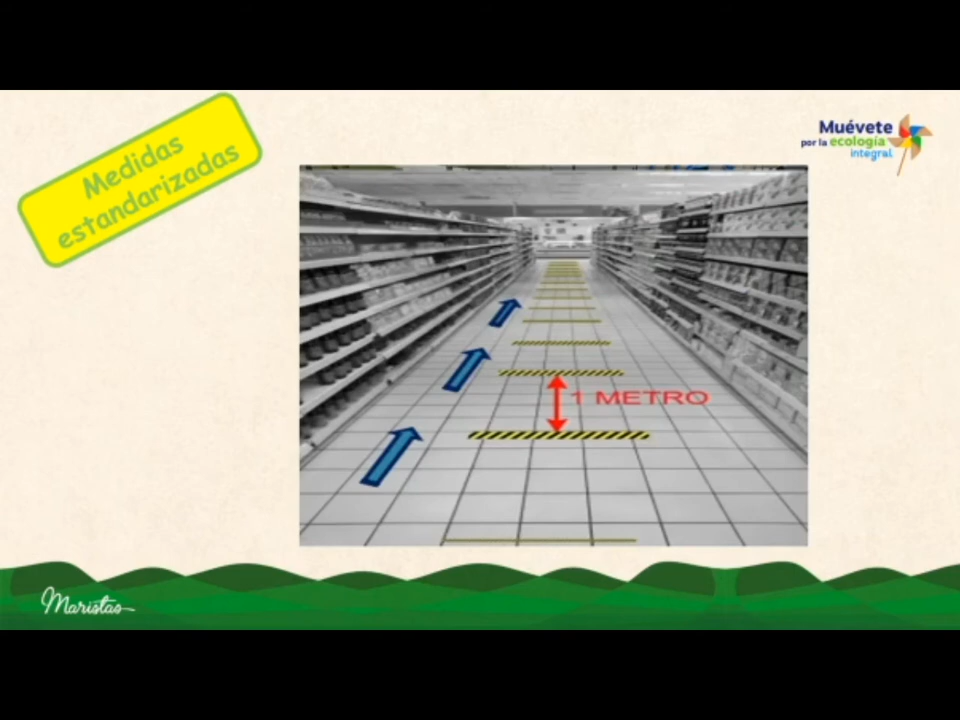 Medidas
estandarizadas
Muévete
por la ecología
integral
1 METRO
Maristas